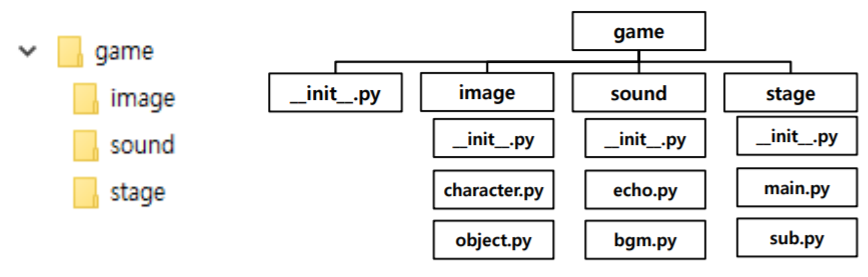 game
image
sound
stage
game
__init__.py
image
sound
stage
__init__.py
__init__.py
__init__.py
character.py
echo.py
main.py
object.py
bgm.py
sub.py